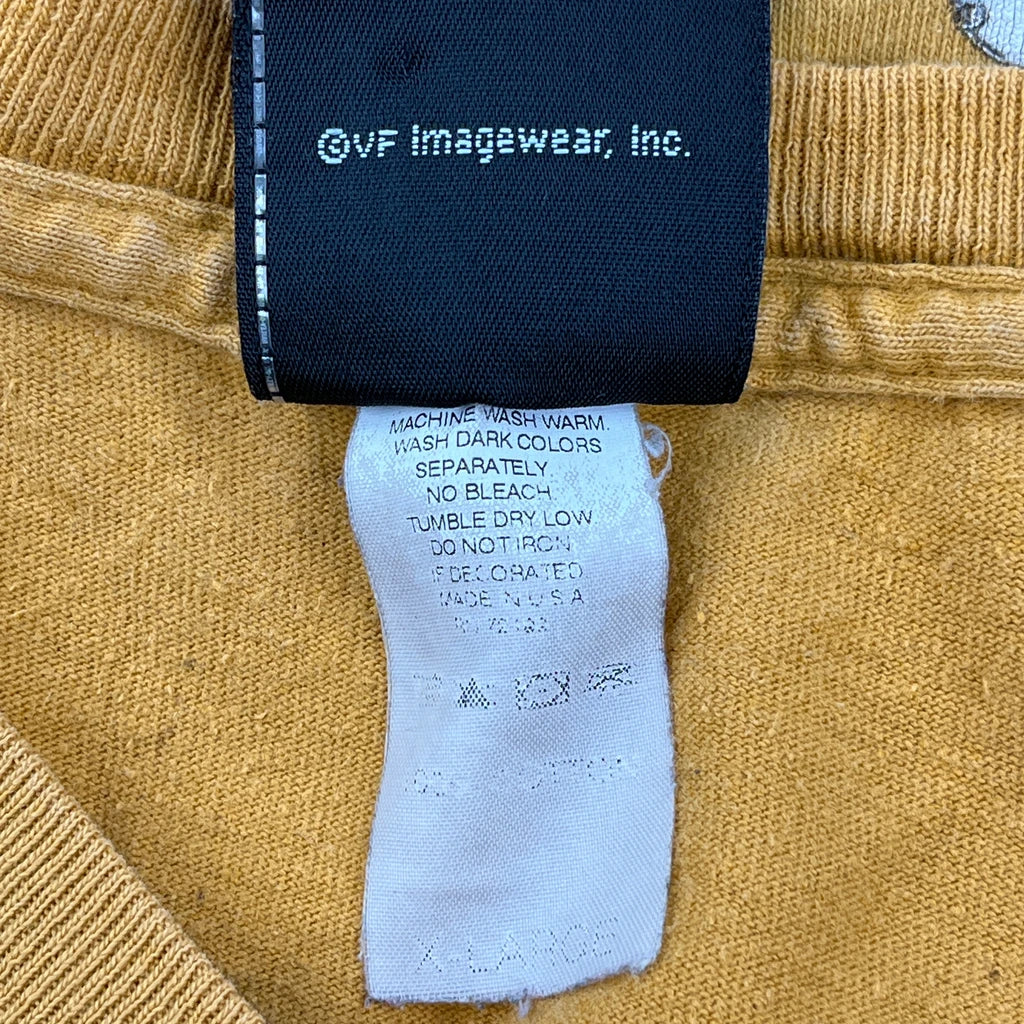 ©VF Imagewear, Inc.
MACHINE WASH WARM.
WASH DARK COLORS
SEPARATELY
NO BLEACH
TUMBLE DRY LOW
DO NOT IRON
IF DECORATED
MADE IN U S A
X-LARGE